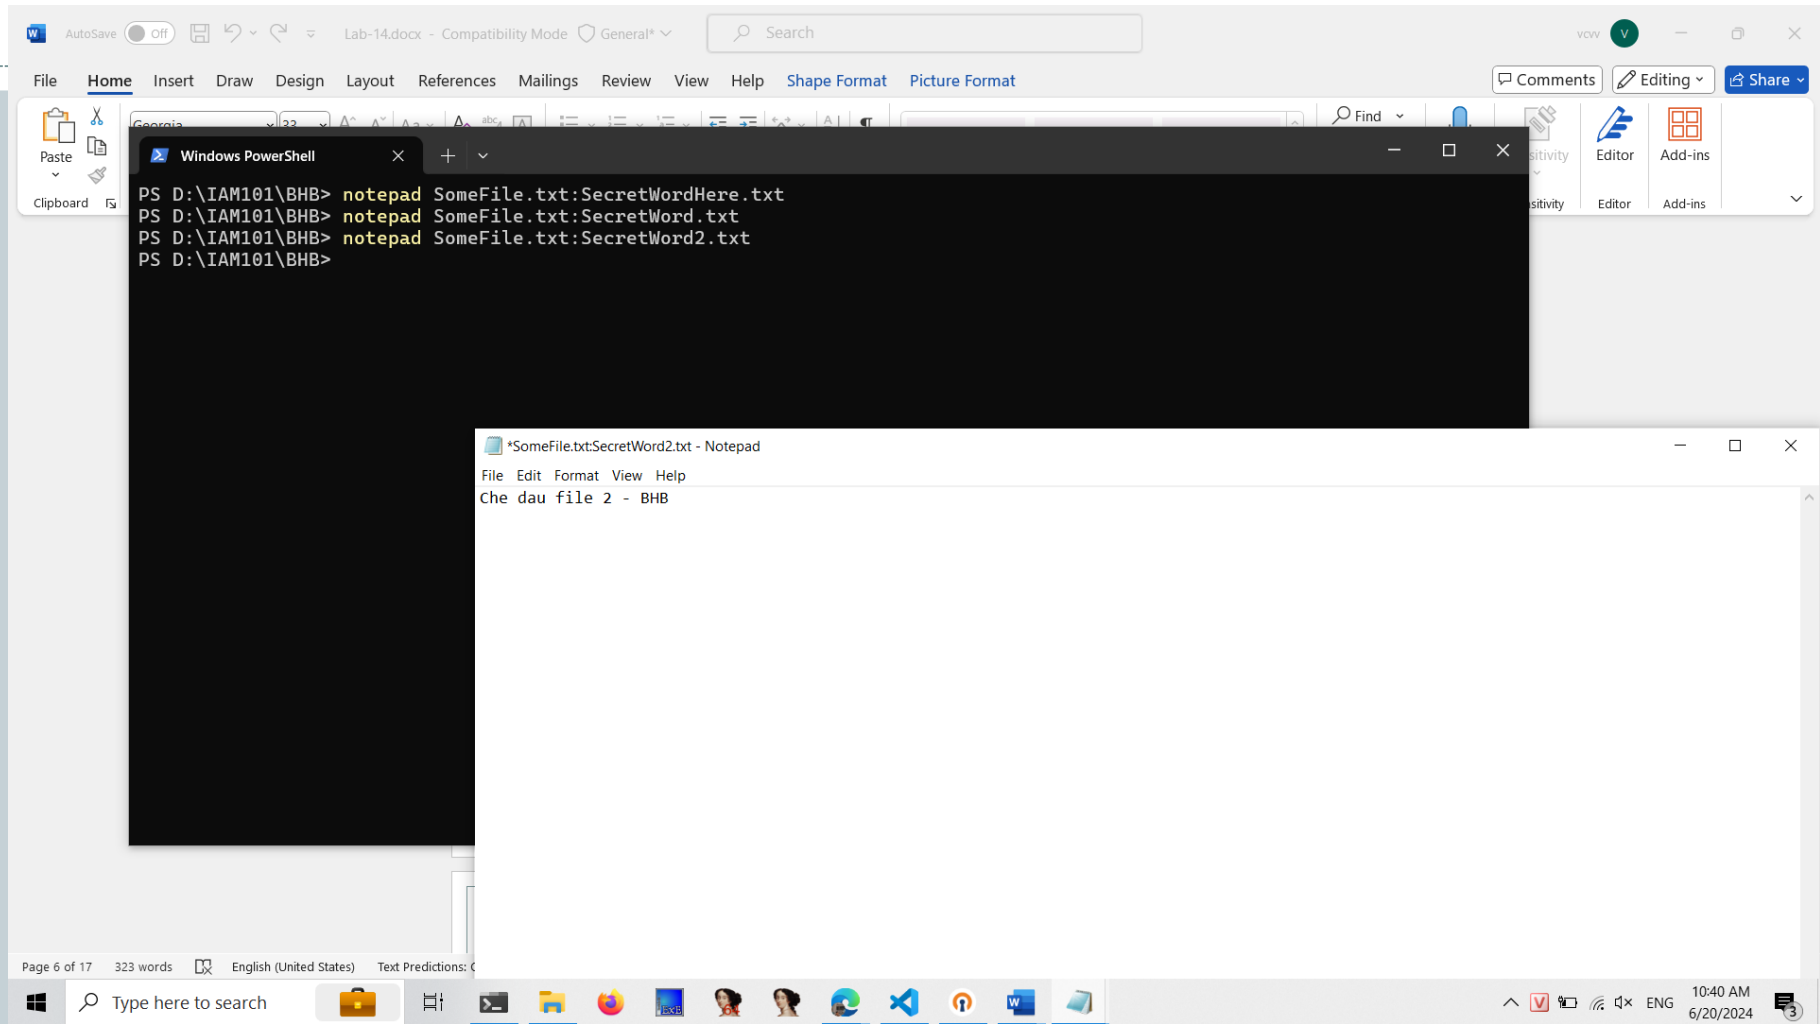 AutoSave Off Lab-14.docx - Compatibility Mode General* Search vcvv V
File Home Insert Draw Design Layout References Mailings Review View Help Shape Format Picture Format Comments Editing Share
Georgia 33 Find
Paste Editor Add-ins
Clipboard Editor Add-ins
Windows PowerShell
PS D:\IAM101\BHB> notepad SomeFile.txt:SecretWordHere.txt
PS D:\IAM101\BHB> notepad SomeFile.txt:SecretWord.txt
PS D:\IAM101\BHB> notepad SomeFile.txt:SecretWord2.txt
PS D:\IAM101\BHB>
*SomeFile.txt:SecretWord2.txt - Notepad
File Edit Format View Help
Che dau file 2 - BHB
Page 6 of 17 323 words English (United States) Text Predictions:
Type here to search ENG 10:40 AM
6/20/2024 3